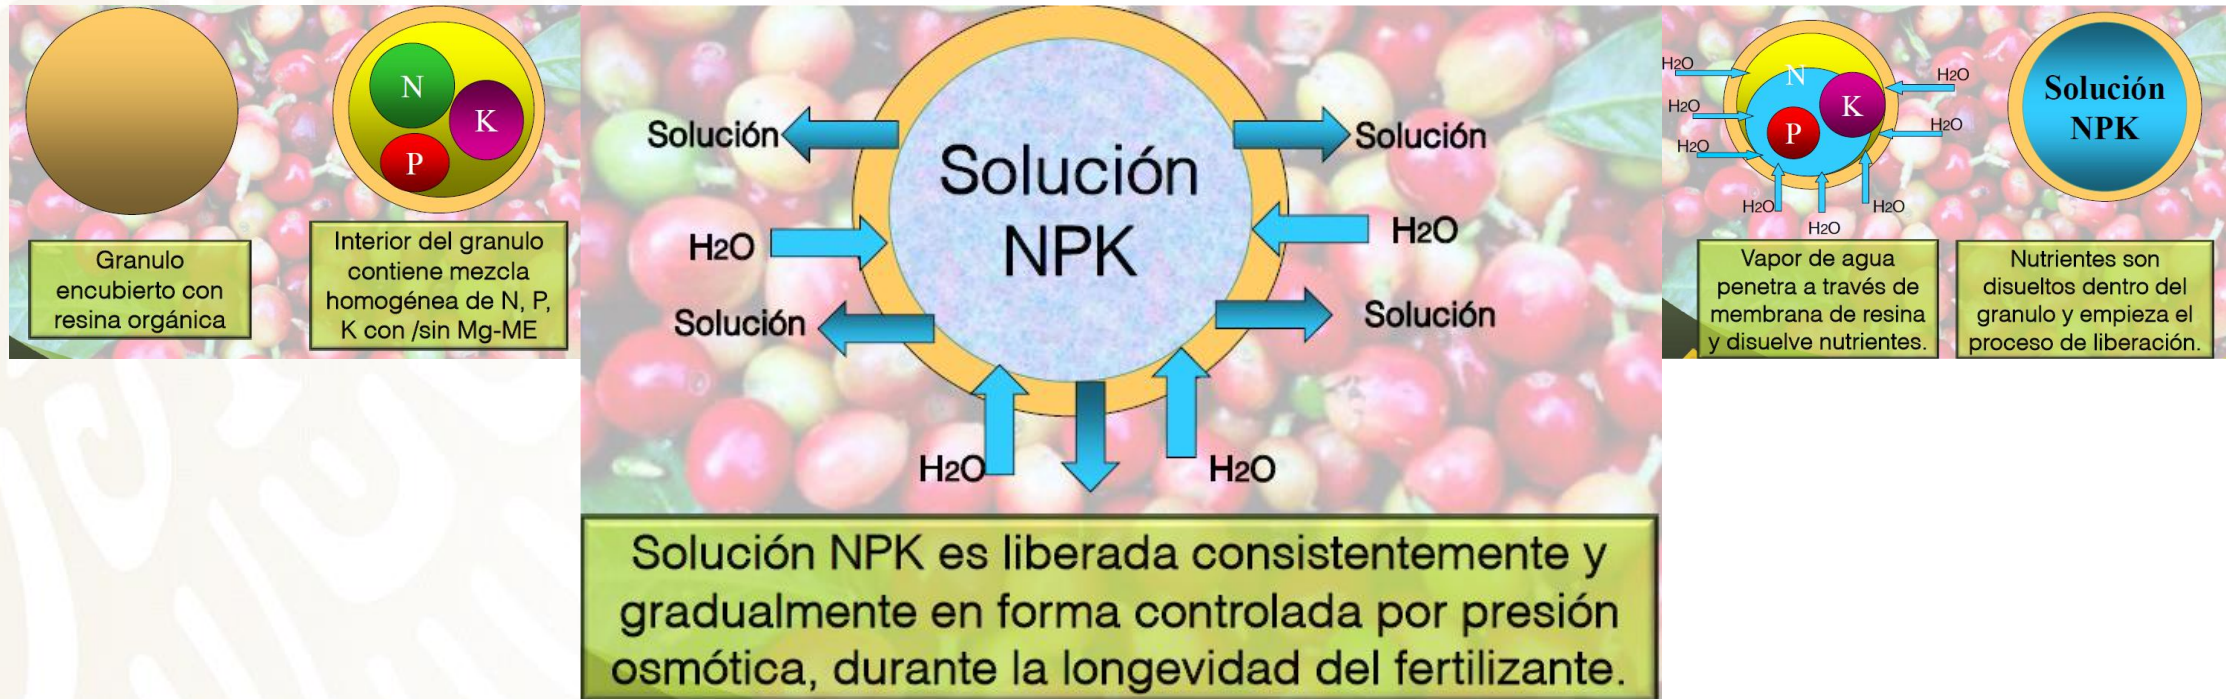 N
K
P
Granulo
encubierto con
resina orgánica
Interior del granulo
contiene mezcla
homogénea de N, P,
K con /sin Mg-ME
Solución
Solución
Solución
NPK
H2O
H2O
Solución
Solución
H2O
H2O
Solución NPK es liberada consistentemente y
gradualmente en forma controlada por presión
osmótica, durante la longevidad del fertilizante.
H2O
N
H2O
K
H2O
P
H2O
H2O
H2O
H2O
H2O
Vapor de agua
penetra a través de
membrana de resina
y disuelve nutrientes.
Solución
NPK
Nutrientes son
disueltos dentro del
granulo y empieza el
proceso de liberación.